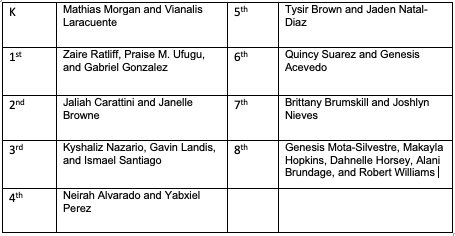 K
Mathias Morgan and Vianalis
Laracuente
5th
Tysir Brown and Jaden Natal-
Diaz
1st
Zaire Ratliff, Praise M. Ufugu,
and Gabriel Gonzalez
6th
Quincy Suarez and Genesis
Acevedo
2nd
Jaliah Carattini and Janelle
Browne
7th
Brittany Brumskill and Joshlyn
Nieves
3rd
Kyshaliz Nazario, Gavin Landis,
and Ismael Santiago
8th
Genesis Mota-Silvestre, Makayla
Hopkins, Dahnelle Horsey, Alani
Brundage, and Robert Williams
4th
Neirah Alvarado and Yabxiel
Perez